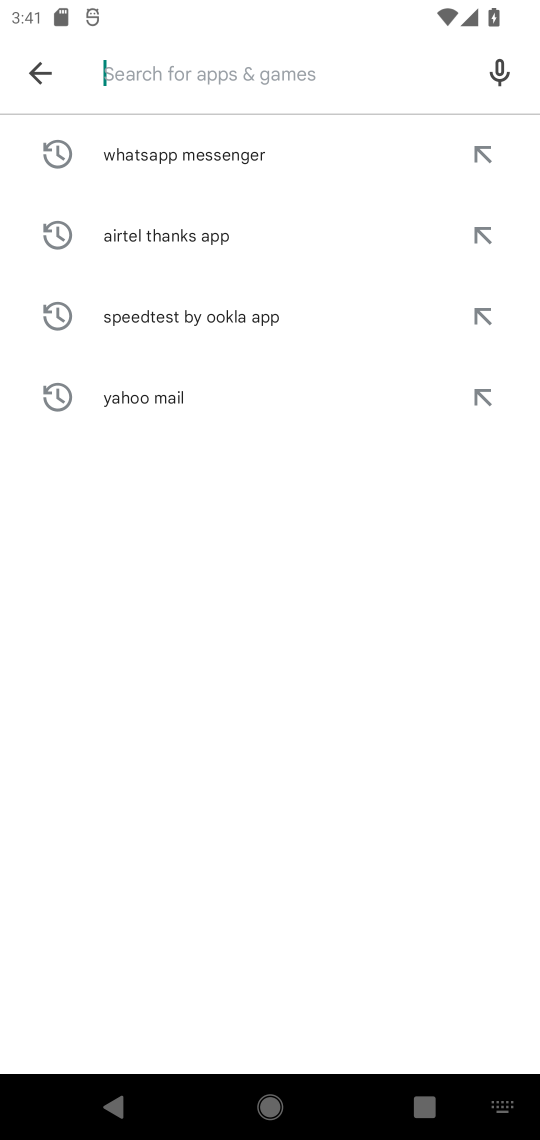 3:41
Search for apps & games
whatsapp messenger
airtel thanks app
speedtest by ookla app
yahoo mail